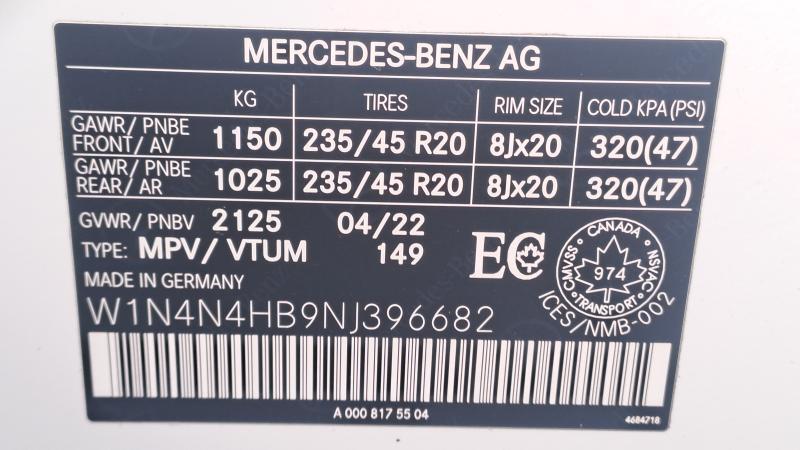 MERCEDES-BENZ AG
KG TIRES RIM SIZE COLD KPA(PSI)
GAWR/ PNBE FRONT/ AV 1150 235/45 R20 8Jx20 320(47)
GAWR/ PNBE REAR/ AR 1025 235/45 R20 8Jx20 320(47)
GVWR/ PNBV 2125 04/22
TYPE: MPV/ VTUM 149
EC
CANADA
CMVSS 974 NSVAC
TRANSPORT
ICES/NMB-002
MADE IN GERMANY
W1N4N4HB9NJ396682
A 000 817 55 04
4684718